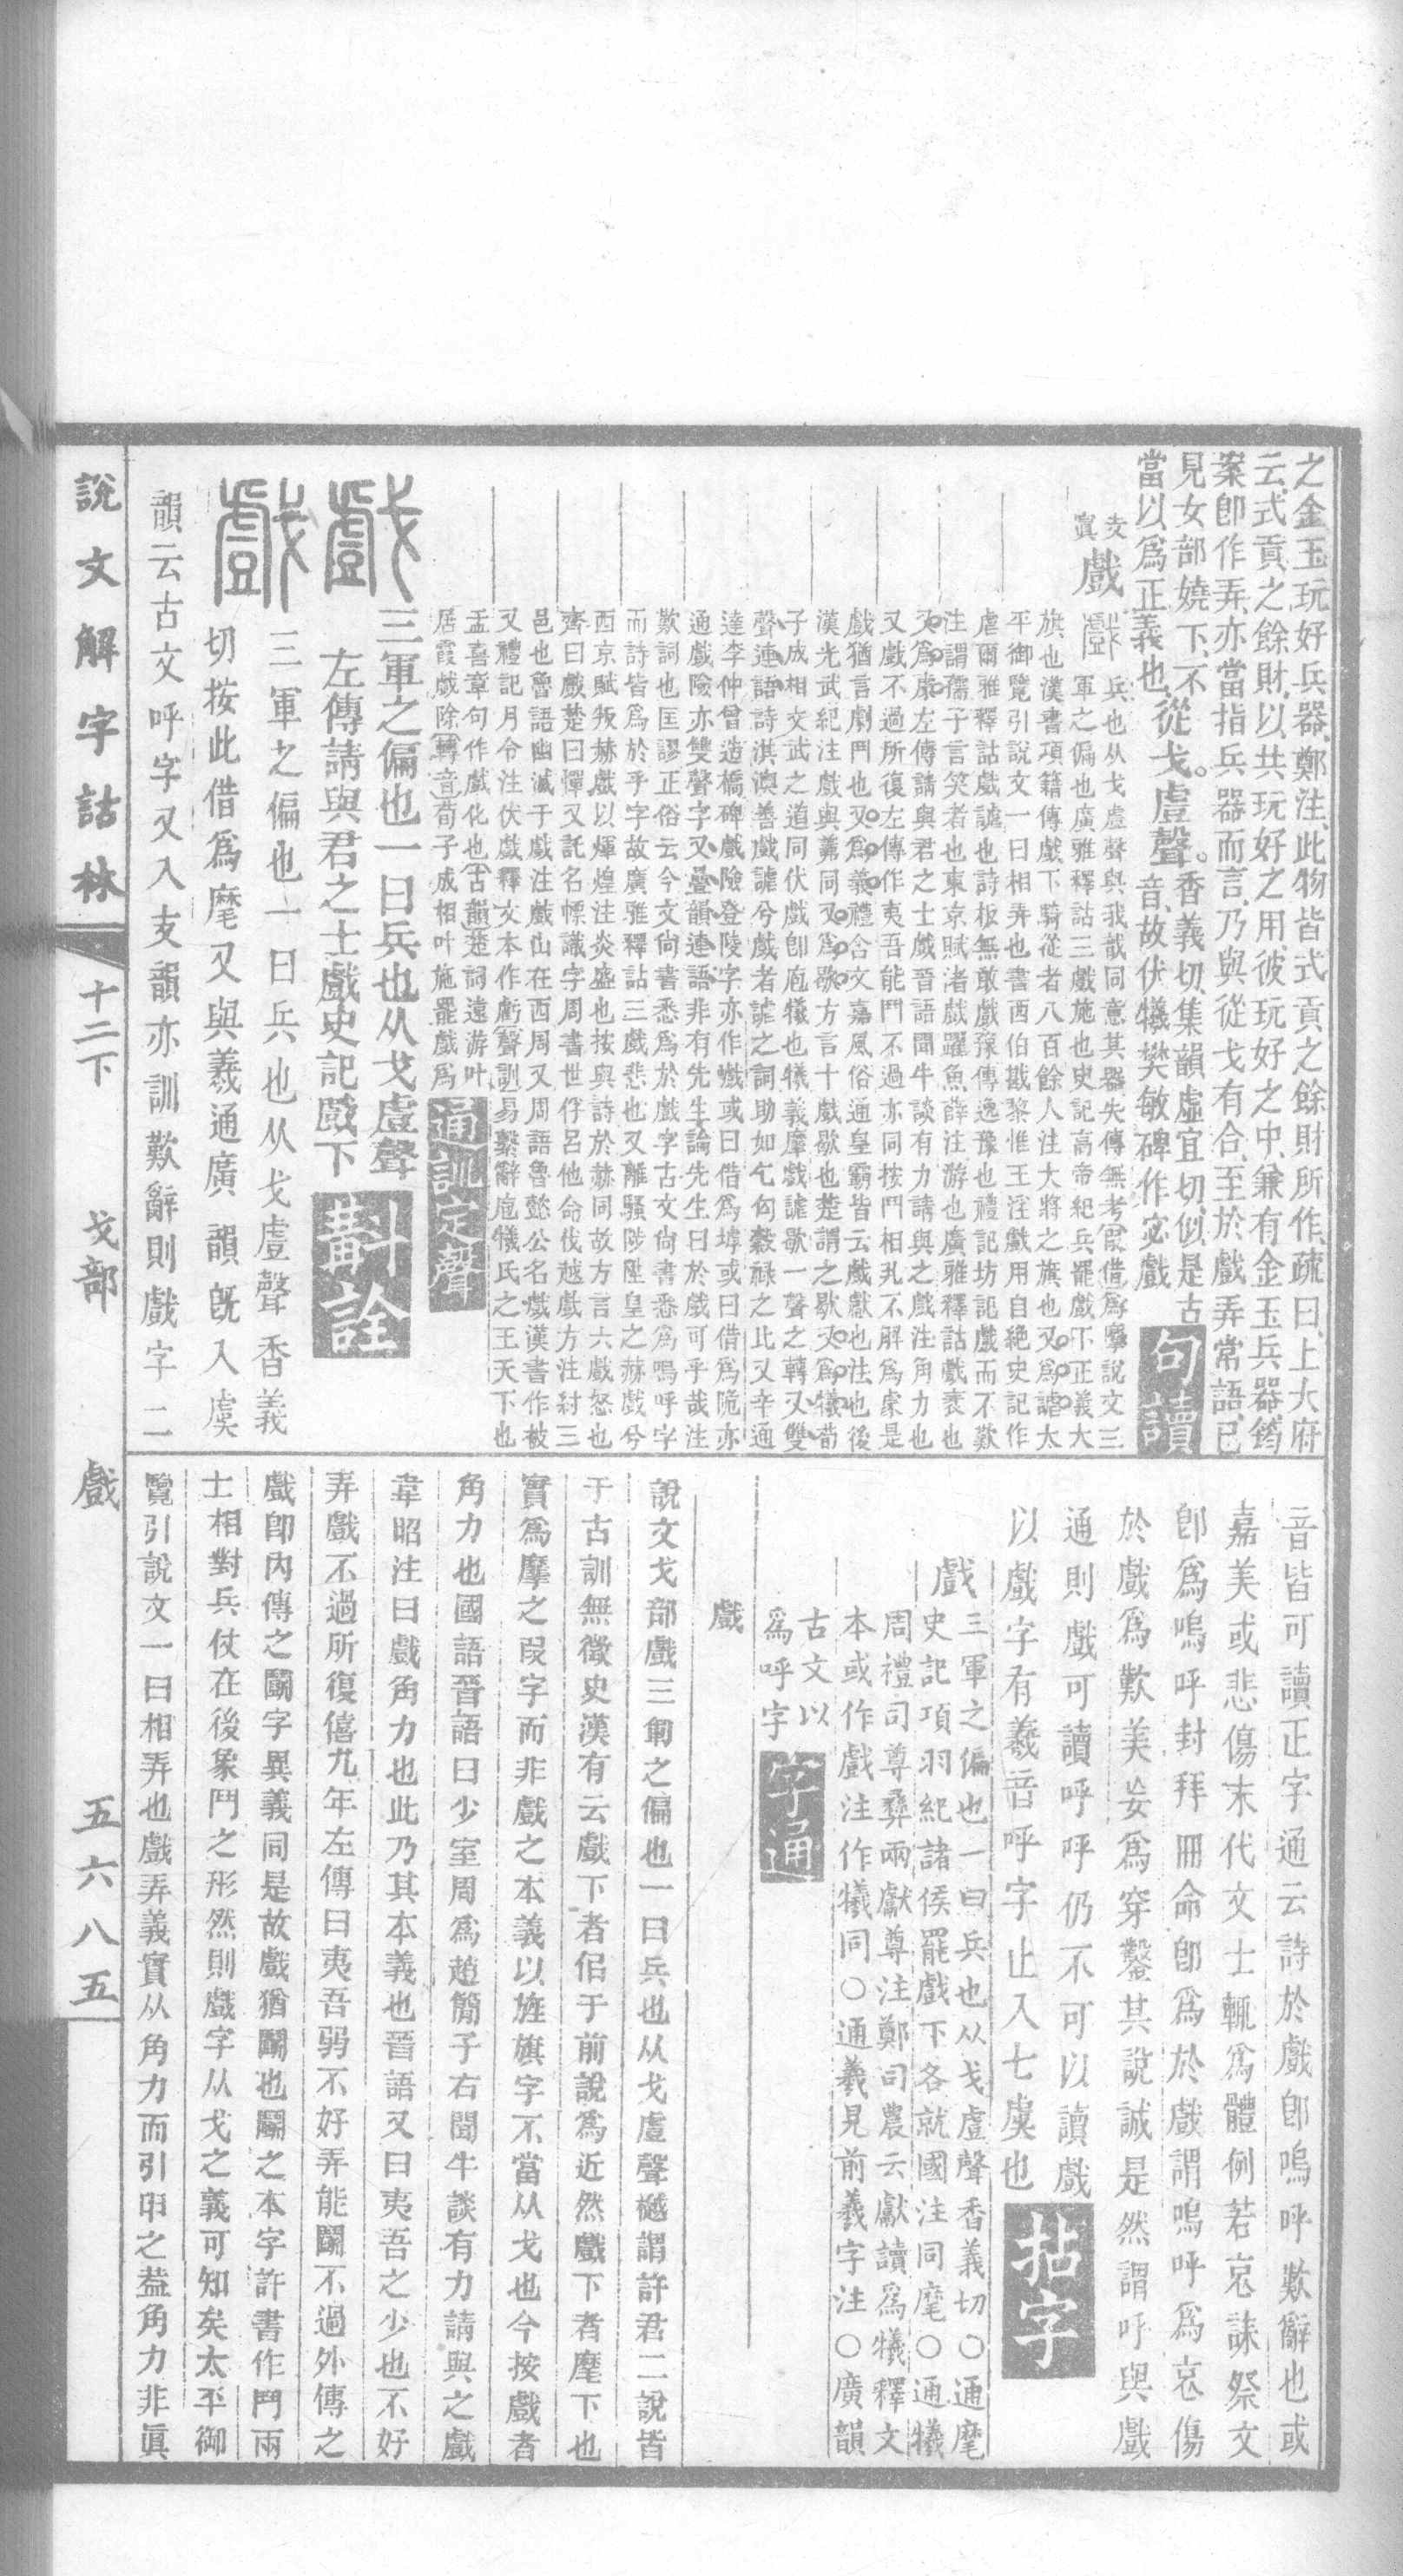 之金玉玩好兵器鄭注此物皆式貢之餘財所作疏曰上大府
云式貢之餘財以共玩好之用彼玩好之中兼有金玉兵器筠
案卽作弄亦當指兵器而言乃與從戈有合至於戲弄常語已
見女部嬈下不從戈䖒聲香義切集韻虛宜切似是古
當以爲正義也音故伏犧樊敏碑作宓戲
句讀
支真
戲
兵也从戈䖒聲與我戠同意其器失傳無考叚借爲摩說文三
軍之偏也廣雅釋詁三戲施也史記高帝紀兵罷戲下正義大
旗也漢書項籍傳戲下騎從者八百餘人注大將之旗也又爲謔太
平御覽引說文一曰相弄也書西伯戡黎惟王淫戲用自絕史記作
虐爾雅釋詁戲謔也詩板無敢戲豫傳逸豫也禮記坊記戲而不歎
注謂孺子言笑者也東京賦渚戲躍魚薛注游也廣雅釋詁戲衺也
又爲豦左傳請與君之士戲晉語聞牛談有力請與之戲注角力也
又戲不過所復左傳作夷吾能鬥不過亦同按鬥相丮不解爲豦是
戲猶言劇鬥也又爲義禮含文嘉風俗通皇霸皆云戲獻也注也後
漢光武紀注戲與羲同又爲歇方言十戲歇也楚謂之歇又爲犧荀
子成相文武之道同伏戲卽庖犧也犧羲摩戲謔歇一聲之轉又雙
聲連語詩淇澳善戲謔兮戲者謔之詞助如乞匃穀祿之比又辛通
達李仲曾造橋碑戲險登陵字亦作㠣或曰借爲㙤或曰借爲陒亦
通戲險亦雙聲字又疊韻連語非有先生論先生曰於戲可乎哉注
歎詞也匡謬正俗云今文尙書悉爲於戲字古文尙書悉爲嗚呼字
而詩皆爲於乎字故廣雅釋詁三戲悲也又離騷陟陞皇之赫戲兮
西京賦叛赫戲以煇煌注炎盛也按與詩於赫同故方言六戲怒也
齊曰戲楚曰憚又託名幖識字周書世俘呂他命伐越戲方注紂三
邑也魯語幽滅于戲注戲山在西周又周語魯懿公名戲漢書作被
又禮記月令注伏戲釋文本作虧聲訓易繫辭庖犧氏之王天下也
孟喜章句作戲化也古韻楚詞遠游叶
居霞戲除轉音荀子成相叶施罷戲爲
通訓定聲
三軍之偏也一曰兵也从戈䖒聲
左傳請與君之士戲史記戲下
斠詮
三軍之偏也一曰兵也从戈䖒聲香義
切按此借爲麾又與羲通廣韻旣入虞
韻云古文呼字又入支韻亦訓歎辭則戲字二
音皆可讀正字通云詩於戲卽嗚呼歎辭也或
嘉美或悲傷末代文士輒爲體例若哀誄祭文
卽爲嗚呼封拜冊命卽爲於戲謂嗚呼爲哀傷
於戲爲歎美妄爲穿鑿其說誠是然謂呼與戲
通則戲可讀呼呼仍不可以讀戲
以戲字有羲音呼字止入七虞也
拈字
戲
三軍之偏也一曰兵也从戈䖒聲香義切○通麾
史記項羽紀諸侯罷戲下各就國注同麾○通犧
周禮司尊彝兩獻尊注鄭司農云獻讀爲犧釋文
本或作戲注作犧同○通羲見前羲字注○廣韻
古文以
爲呼字
字通
戲
說文戈部戲三軍之偏也一曰兵也从戈䖒聲樾謂許君二說皆
于古訓無徵史漢有云戲下者佀于前說爲近然戲下者麾下也
實爲摩之叚字而非戲之本義以旌旗字不當从戈也今按戲者
角力也國語晉語曰少室周爲趙簡子右聞牛談有力請與之戲
韋昭注曰戲角力也此乃其本義也晉語又曰夷吾之少也不好
弄戲不過所復僖九年左傳曰夷吾弱不好弄能鬭不過外傳之
戲卽內傳之鬭字異義同是故戲猶鬭也鬭之本字許書作鬥兩
士相對兵仗在後象鬥之形然則戲字从戈之義可知矣太平御
覽引說文一曰相弄也戲弄義實从角力而引申之葢角力非眞
說文解字詁林
十二下
戈部
戲
五六八五